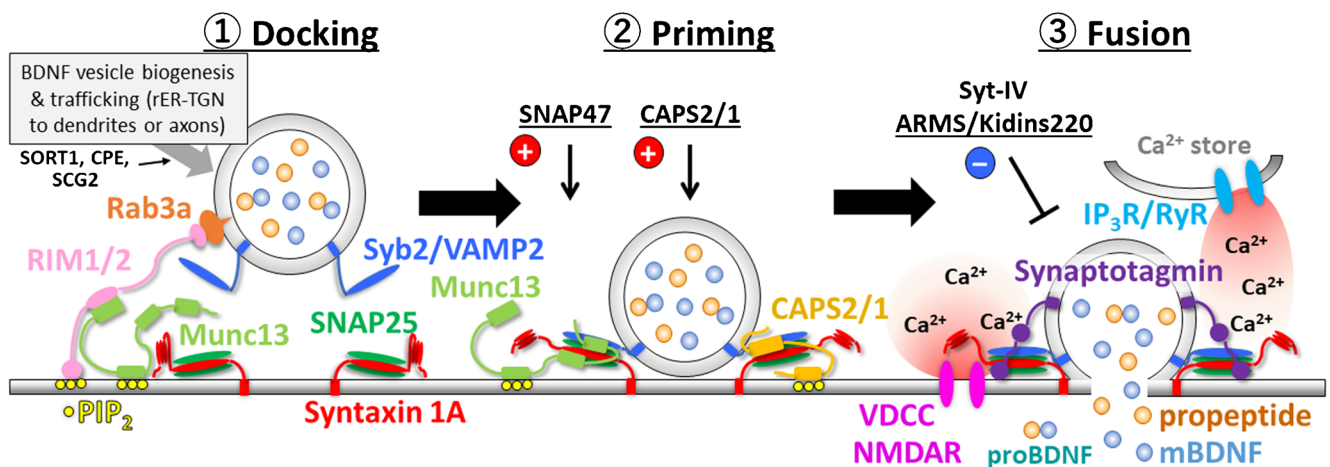 ① Docking
② Priming
③ Fusion
BDNF vesicle biogenesis
& trafficking (rER-TGN
to dendrites or axons)
SORT1, CPE,
SCG2
Rab3a
RIM1/2
Syb2/VAMP2
Munc13
SNAP25
Syntaxin 1A
PIP₂
SNAP47
CAPS2/1
+
+
Munc13
CAPS2/1
Syt-IV
ARMS/Kidins220
−
Ca²⁺ store
IP₃R/RyR
Ca²⁺
Ca²⁺
Synaptotagmin
Ca²⁺
Ca²⁺
Ca²⁺
Ca²⁺
VDCC
NMDAR
proBDNF
propeptide
mBDNF